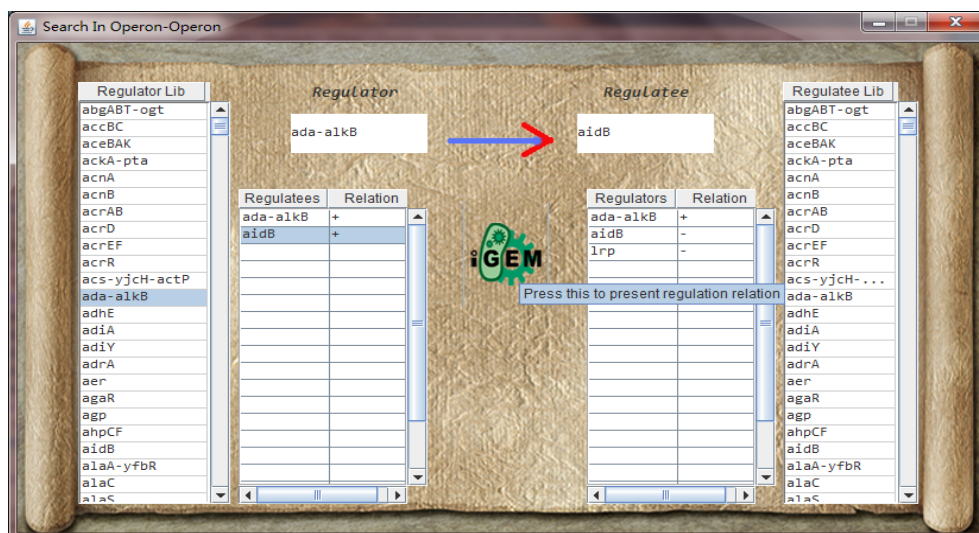 Search In Operon-Operon
Regulator Lib
abgABT-ogt
accBC
aceBAK
ackA-pta
acnA
acnB
acrAB
acrD
acrEF
acrR
acs-yjcH-actP
ada-alkB
adhE
adiA
adiY
adrA
aer
agaR
agp
ahpCF
aidB
alaA-yfbR
alaC
alaS
Regulator
ada-alkB
Regulatees Relation
ada-alkB +
aidB +
iGEM
Press this to present regulation relation
Regulatee
aidB
Regulators Relation
ada-alkB +
aidB -
lrp -
Regulatee Lib
abgABT-ogt
accBC
aceBAK
ackA-pta
acnA
acnB
acrAB
acrD
acrEF
acrR
acs-yjcH-...
ada-alkB
adhE
adiA
adiY
adrA
aer
agaR
agp
ahpCF
aidB
alaA-yfbR
alaC
alaS